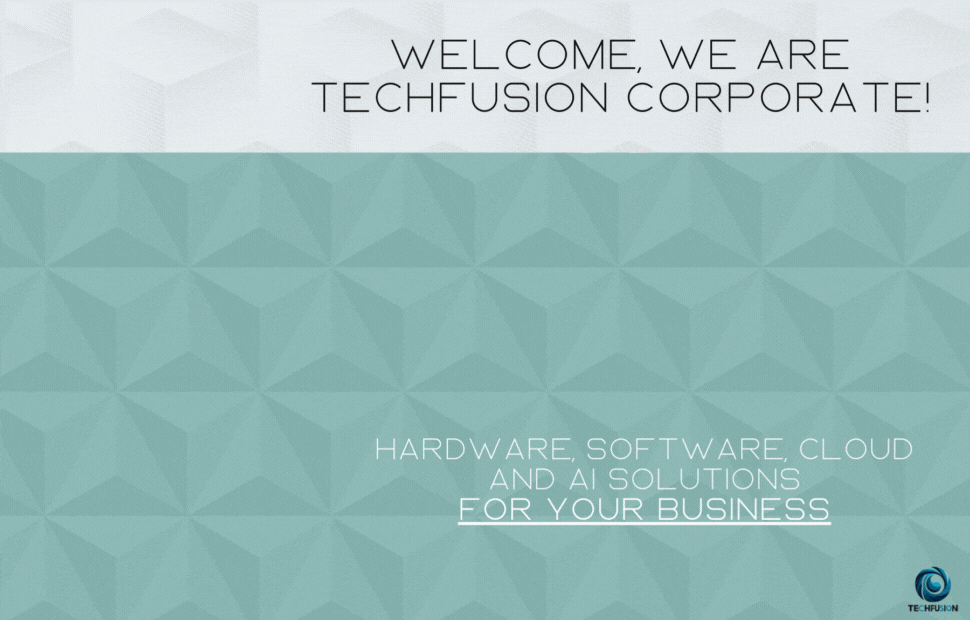 WELCOME, WE ARE
TECHFUSION CORPORATE!
HARDWARE, SOFTWARE, CLOUD
AND AI SOLUTIONS
FOR YOUR BUSINESS
TECHFUSION